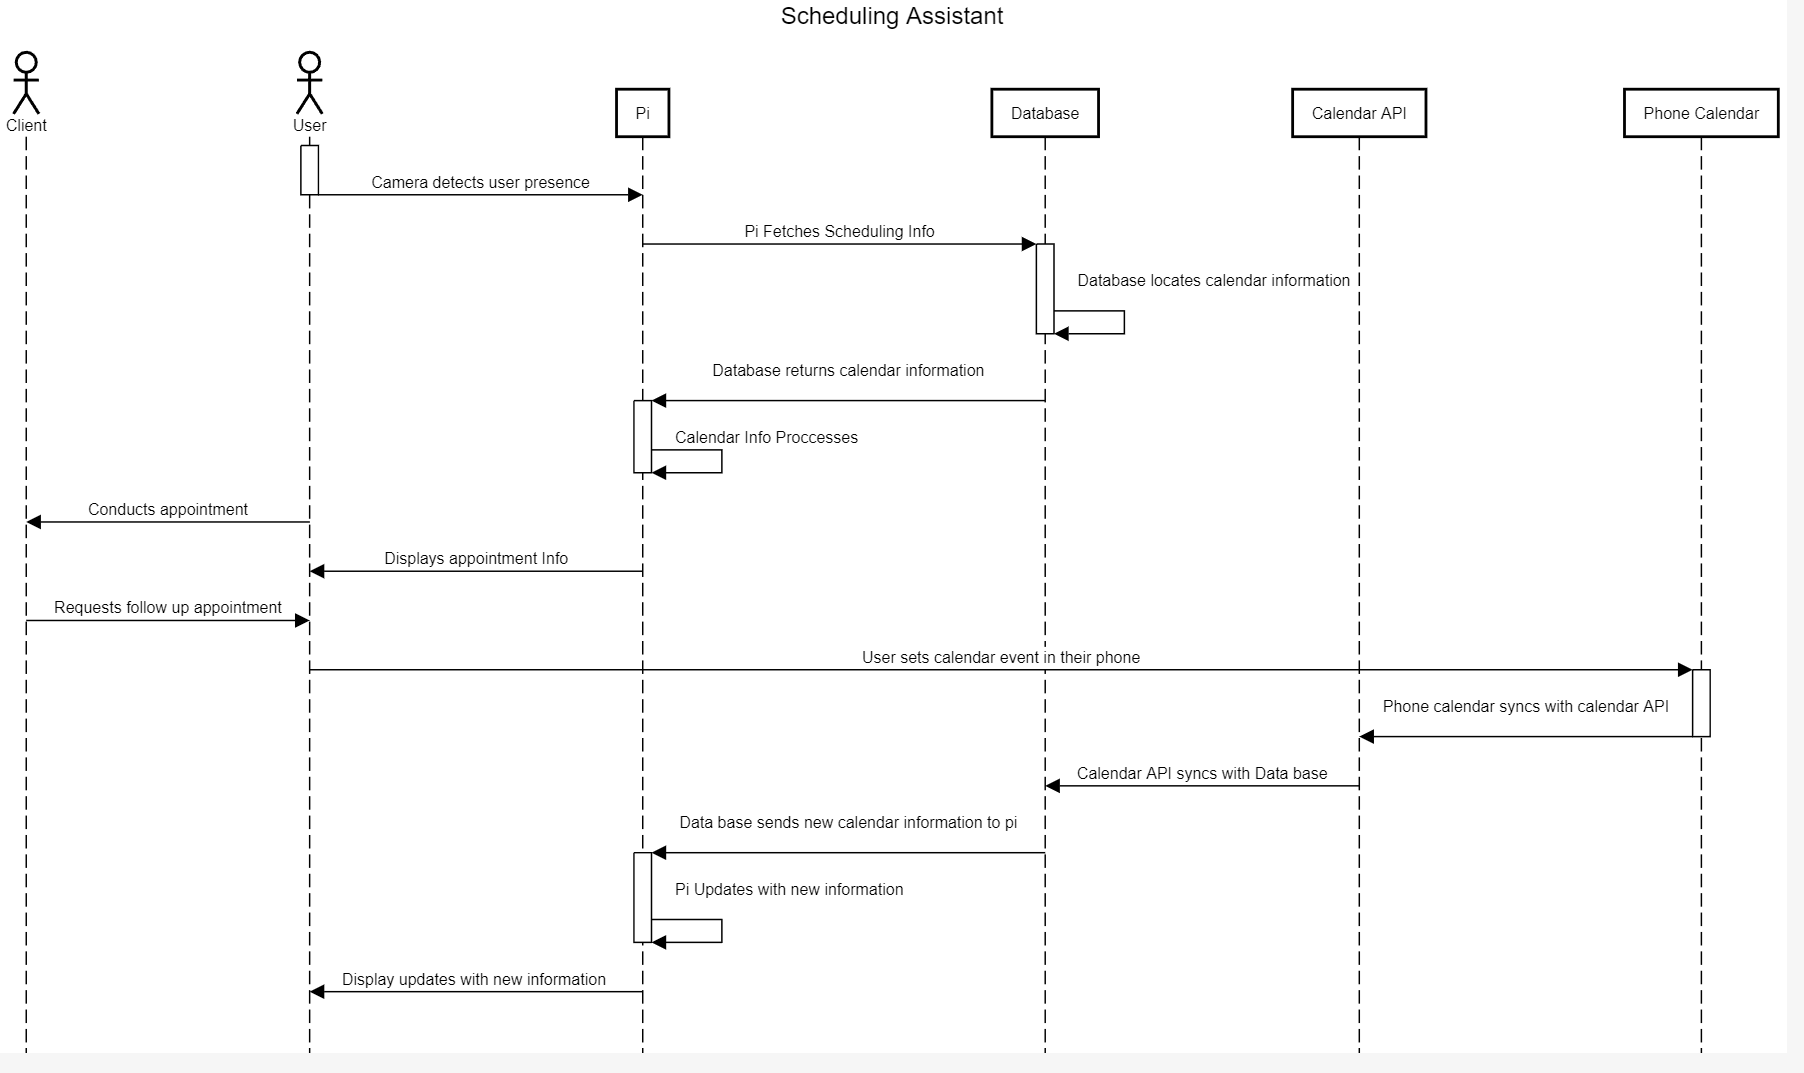 Scheduling Assistant
Client
User
Pi
Database
Calendar API
Phone Calendar
Camera detects user presence
Pi Fetches Scheduling Info
Database locates calendar information
Database returns calendar information
Calendar Info Proccesses
Conducts appointment
Displays appointment Info
Requests follow up appointment
User sets calendar event in their phone
Phone calendar syncs with calendar API
Calendar API syncs with Data base
Data base sends new calendar information to pi
Pi Updates with new information
Display updates with new information